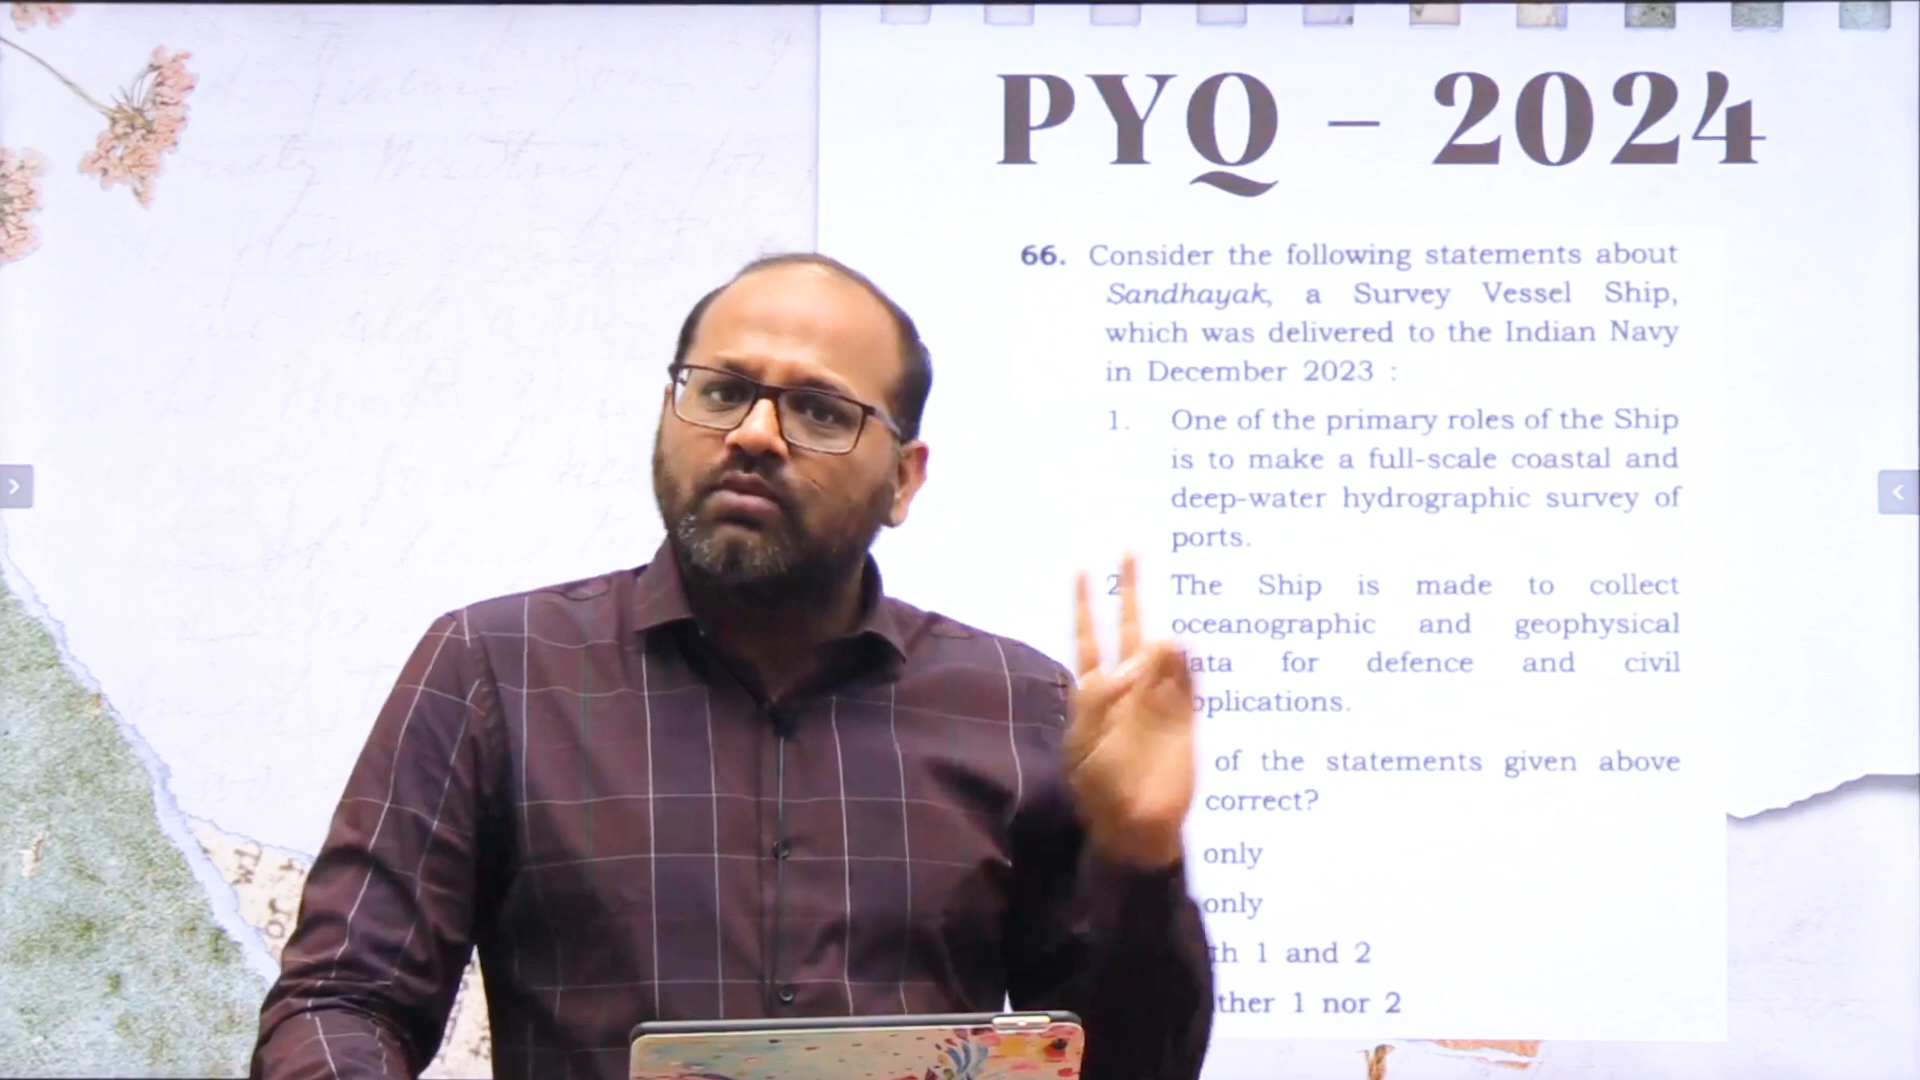 PYQ – 2024
66. Consider the following statements about
Sandhayak, a Survey Vessel Ship,
which was delivered to the Indian Navy
in December 2023 :
1. One of the primary roles of the Ship
is to make a full-scale coastal and
deep-water hydrographic survey of
ports.
2 The Ship is made to collect
oceanographic and geophysical
for defence and civil
of the statements given above
correct?
only
only
1 and 2
1 nor 2